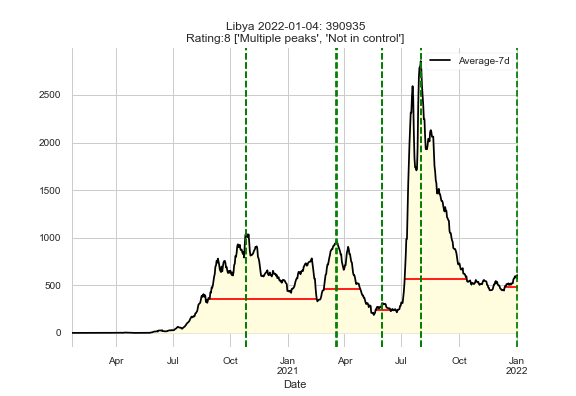 Libya 2022-01-04: 390935
Rating:8 ['Multiple peaks', 'Not in control']
Average-7d
2500
2000
1500
1000
500
0
Apr Jul Oct Jan Apr Jul Oct Jan
2021 2022
Date